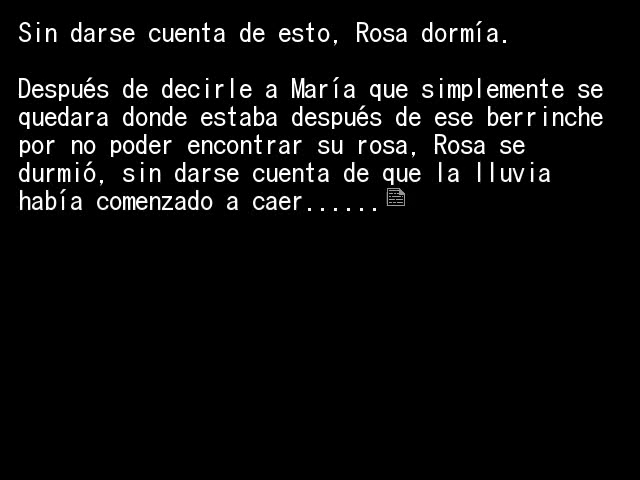 Sin darse cuenta de esto, Rosa dormía.
Después de decirle a María que simplemente se
quedara donde estaba después de ese berrinche
por no poder encontrar su rosa, Rosa se
durmió, sin darse cuenta de que la lluvia
había comenzado a caer......